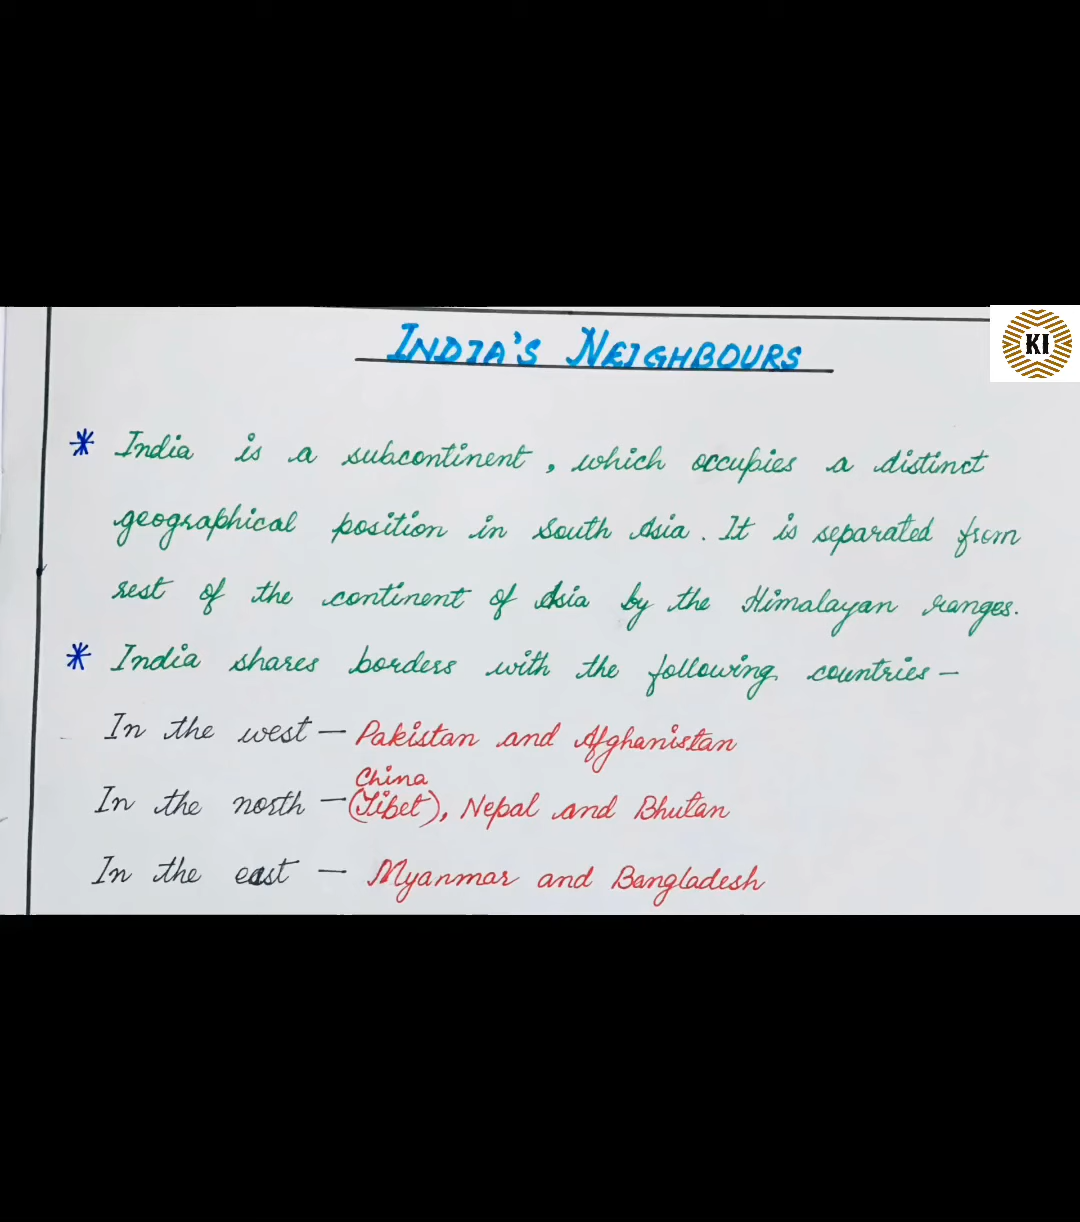 INDIA'S NEIGHBOURS
KI
* India is a subcontinent, which occupies a distinct
geographical position in South Asia. It is separated from
rest of the continent of Asia by the Himalayan ranges.
* India shares borders with the following countries –
In the west – Pakistan and Afghanistan
China
In the north – (Tibet), Nepal and Bhutan
In the east – Myanmar and Bangladesh